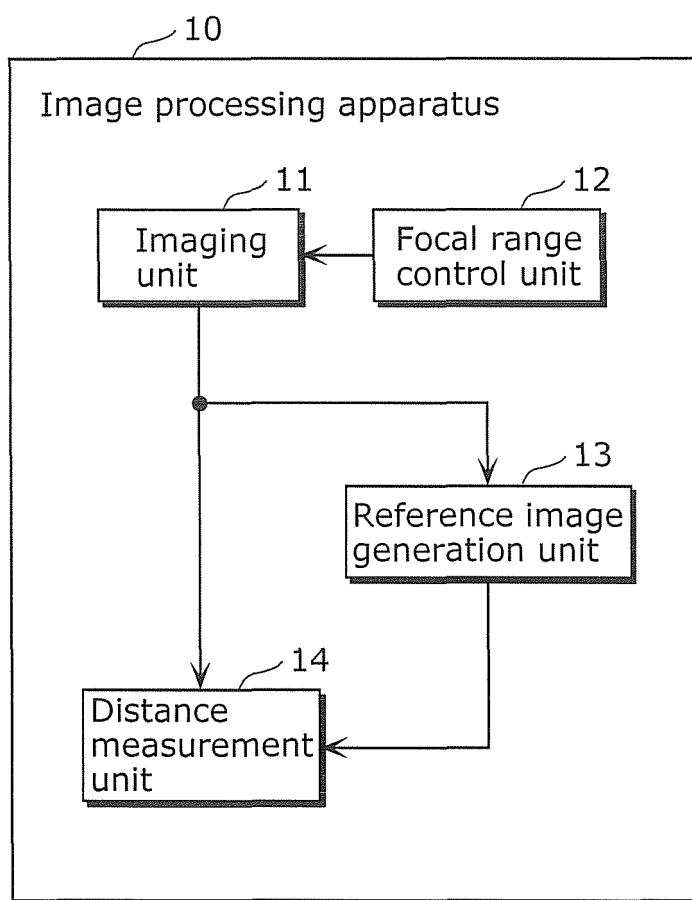 10
Image processing apparatus
11
Imaging
unit
12
Focal range
control unit
13
Reference image
generation unit
14
Distance
measurement
unit